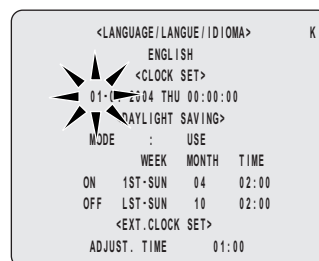 <LANGUAGE/LANGUE/IDIOMA> K
ENGLISH
<CLOCK SET>
2004 THU 00:00:00
DAYLIGHT SAVING>
MODE : USE
WEEK MONTH TIME
ON 1ST-SUN 04 02:00
OFF LST-SUN 10 02:00
<EXT.CLOCK SET>
ADJUST. TIME 01:00